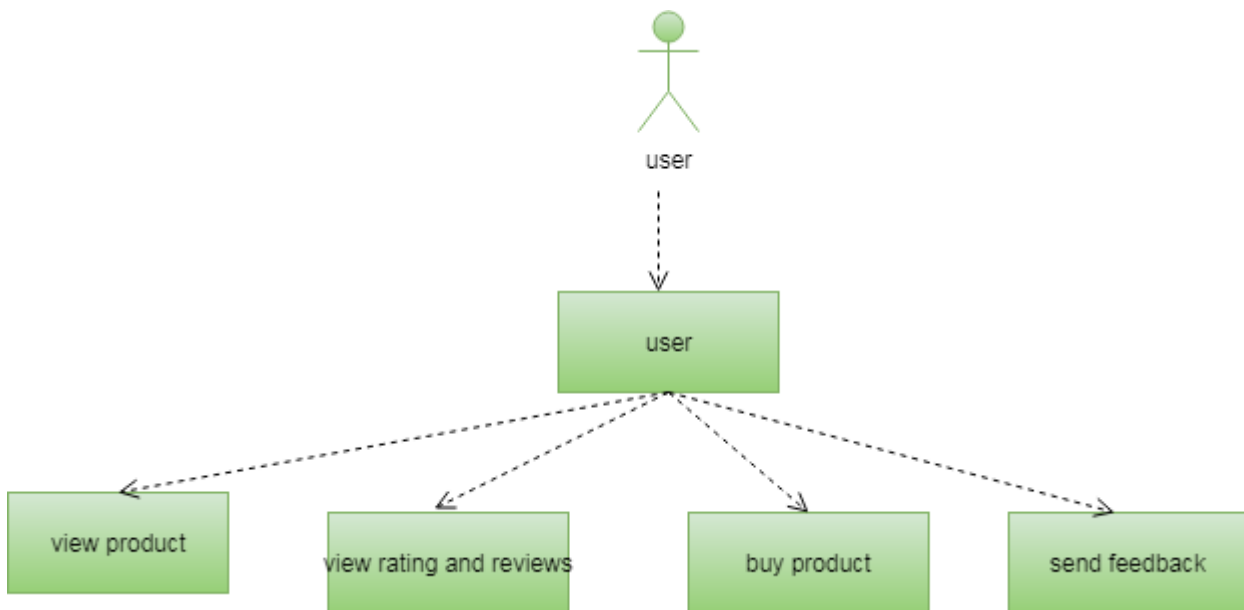 user
user
view product
view rating and reviews
buy product
send feedback